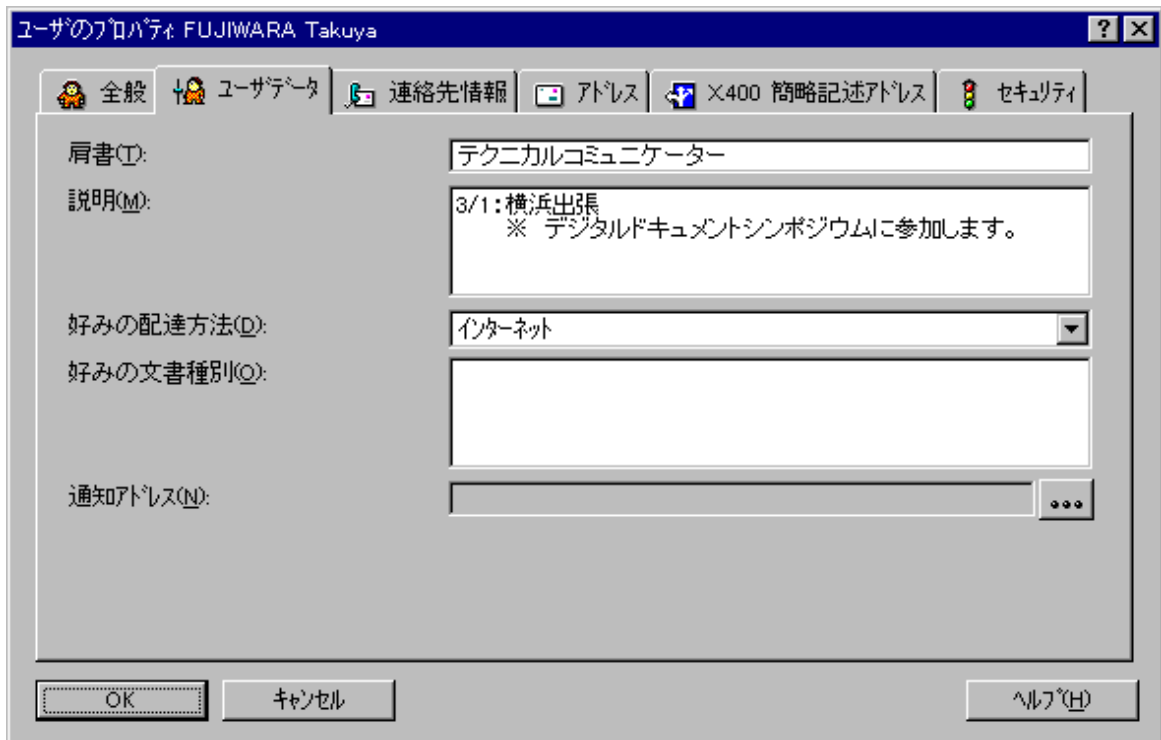 ユーザのプロパティ FUJIWARA Takuya
全般
ユーザデータ
連絡先情報
アドレス
X400 簡略記述アドレス
セキュリティ
肩書(T):
テクニカルコミュニケーター
説明(M):
3/1:横浜出張
※ デジタルドキュメントシンポジウムに参加します。
好みの配達方法(D):
インターネット
好みの文書種別(O):
通知アドレス(N):
OK
キャンセル
ヘルプ(H)